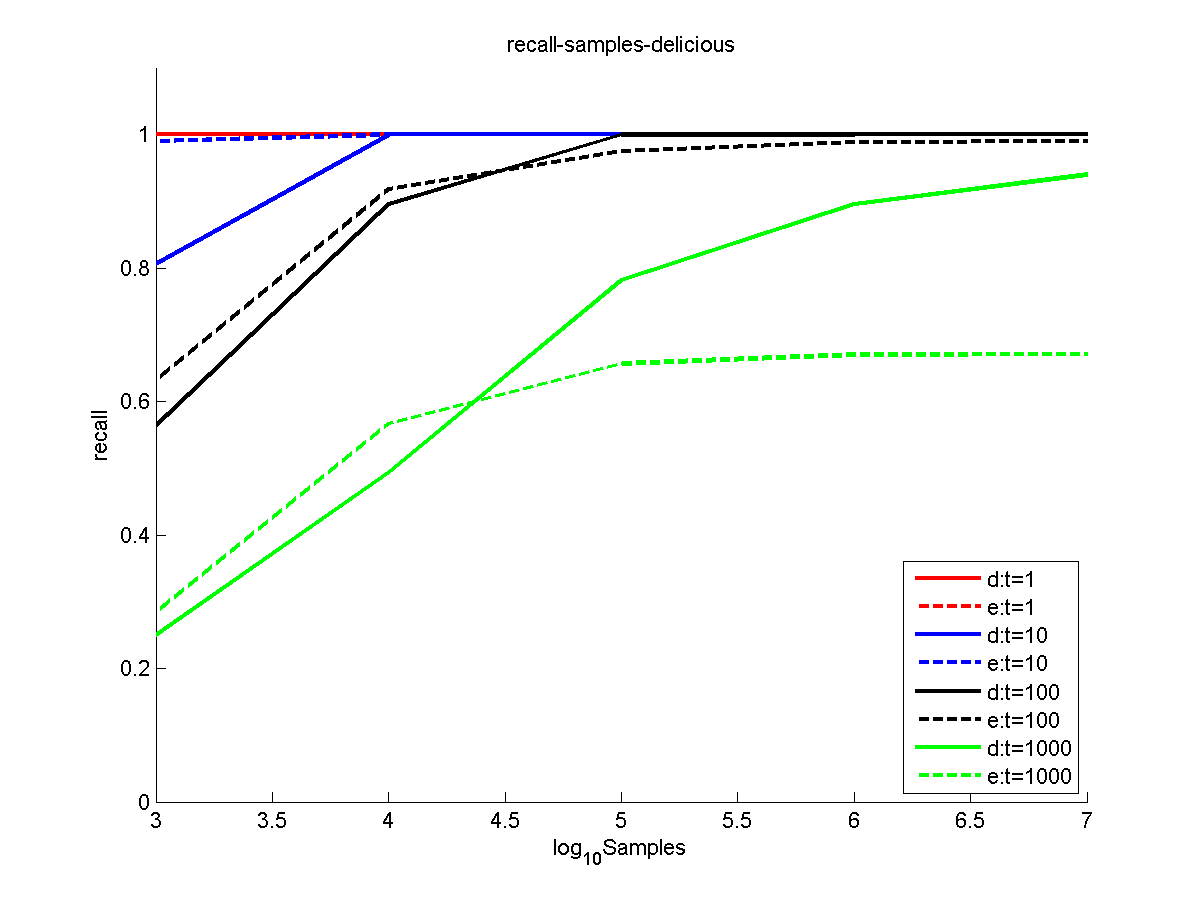 recall-samples-delicious
1
0.8
0.6
0.4
0.2
0
recall
3 3.5 4 4.5 5 5.5 6 6.5 7
log10Samples
d:t=1
e:t=1
d:t=10
e:t=10
d:t=100
e:t=100
d:t=1000
e:t=1000